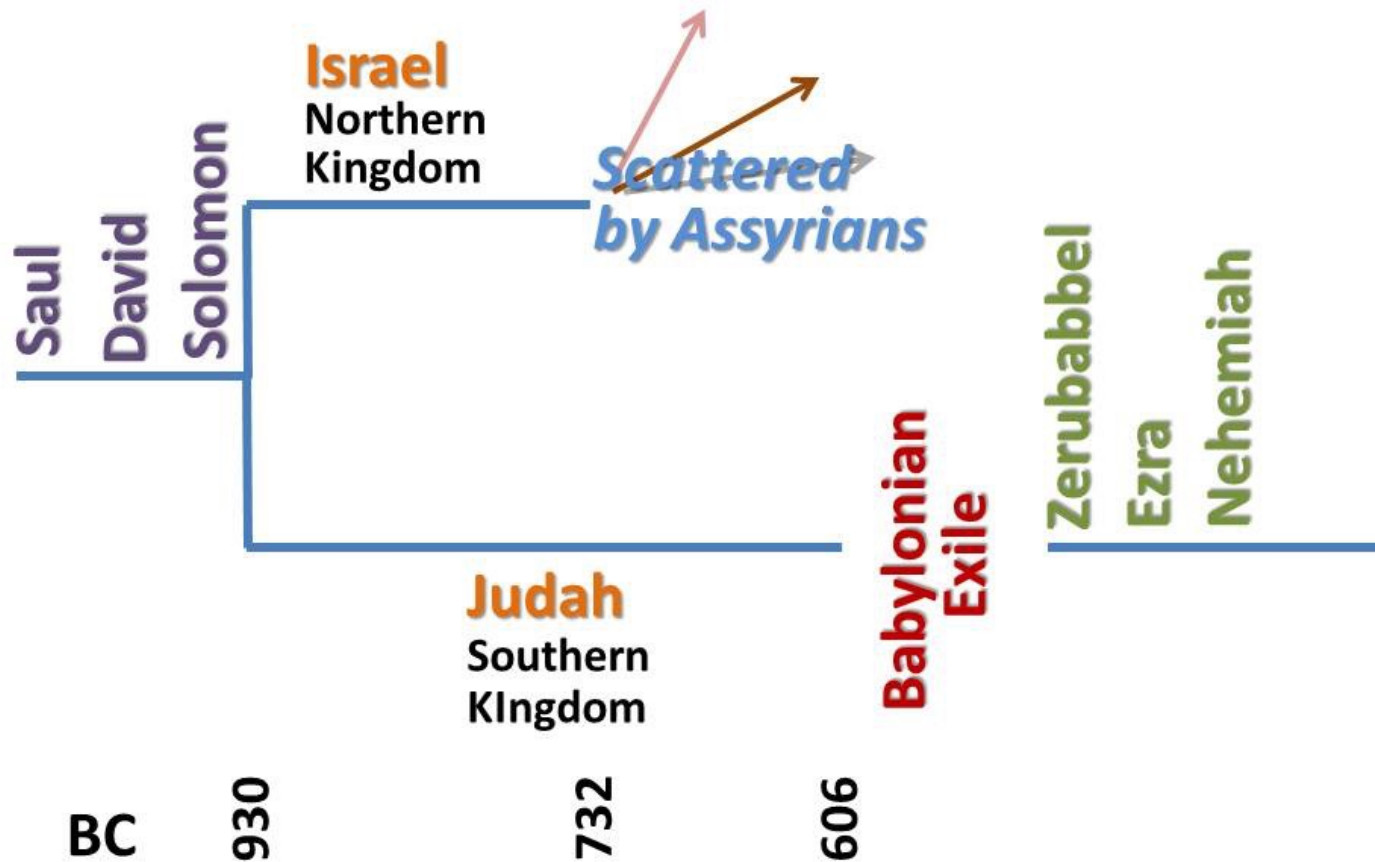 Israel
Northern
Kingdom
Scattered
by Assyrians
Saul
David
Solomon
Judah
Southern
KIngdom
Babylonian
Exile
Zerubabbel
Ezra
Nehemiah
BC
930
732
606